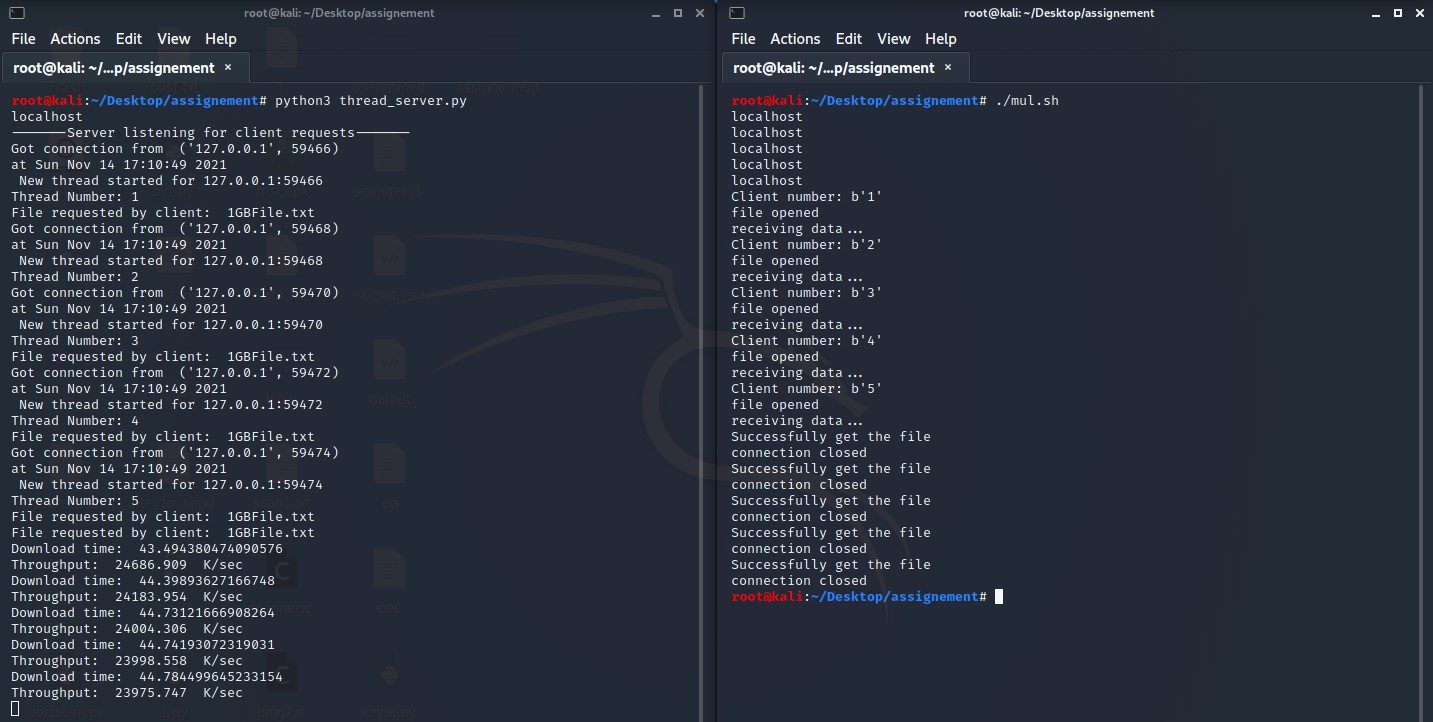 root@kali: ~/Desktop/assignement
File Actions Edit View Help
root@kali: ~/...p/assignement ×
root@kali:~/Desktop/assignement# python3 thread_server.py
localhost
———————Server listening for client requests———————
Got connection from  ('127.0.0.1', 59466)
at Sun Nov 14 17:10:49 2021
 New thread started for 127.0.0.1:59466
Thread Number: 1
File requested by client:  1GBFile.txt
Got connection from  ('127.0.0.1', 59468)
at Sun Nov 14 17:10:49 2021
 New thread started for 127.0.0.1:59468
Thread Number: 2
Got connection from  ('127.0.0.1', 59470)
at Sun Nov 14 17:10:49 2021
 New thread started for 127.0.0.1:59470
Thread Number: 3
File requested by client:  1GBFile.txt
Got connection from  ('127.0.0.1', 59472)
at Sun Nov 14 17:10:49 2021
 New thread started for 127.0.0.1:59472
Thread Number: 4
File requested by client:  1GBFile.txt
Got connection from  ('127.0.0.1', 59474)
at Sun Nov 14 17:10:49 2021
 New thread started for 127.0.0.1:59474
Thread Number: 5
File requested by client:  1GBFile.txt
File requested by client:  1GBFile.txt
Download time:  43.494380474090576
Throughput:  24686.909  K/sec
Download time:  44.39893627166748
Throughput:  24183.954  K/sec
Download time:  44.73121666908264
Throughput:  24004.306  K/sec
Download time:  44.74193072319031
Throughput:  23998.558  K/sec
Download time:  44.784499645233154
Throughput:  23975.747  K/sec
root@kali: ~/Desktop/assignement
File Actions Edit View Help
root@kali: ~/...p/assignement ×
root@kali:~/Desktop/assignement# ./mul.sh
localhost
localhost
localhost
localhost
localhost
Client number: b'1'
file opened
receiving data...
Client number: b'2'
file opened
receiving data...
Client number: b'3'
file opened
receiving data...
Client number: b'4'
file opened
receiving data...
Client number: b'5'
file opened
receiving data...
Successfully get the file
connection closed
Successfully get the file
connection closed
Successfully get the file
connection closed
Successfully get the file
connection closed
Successfully get the file
connection closed
root@kali:~/Desktop/assignement#